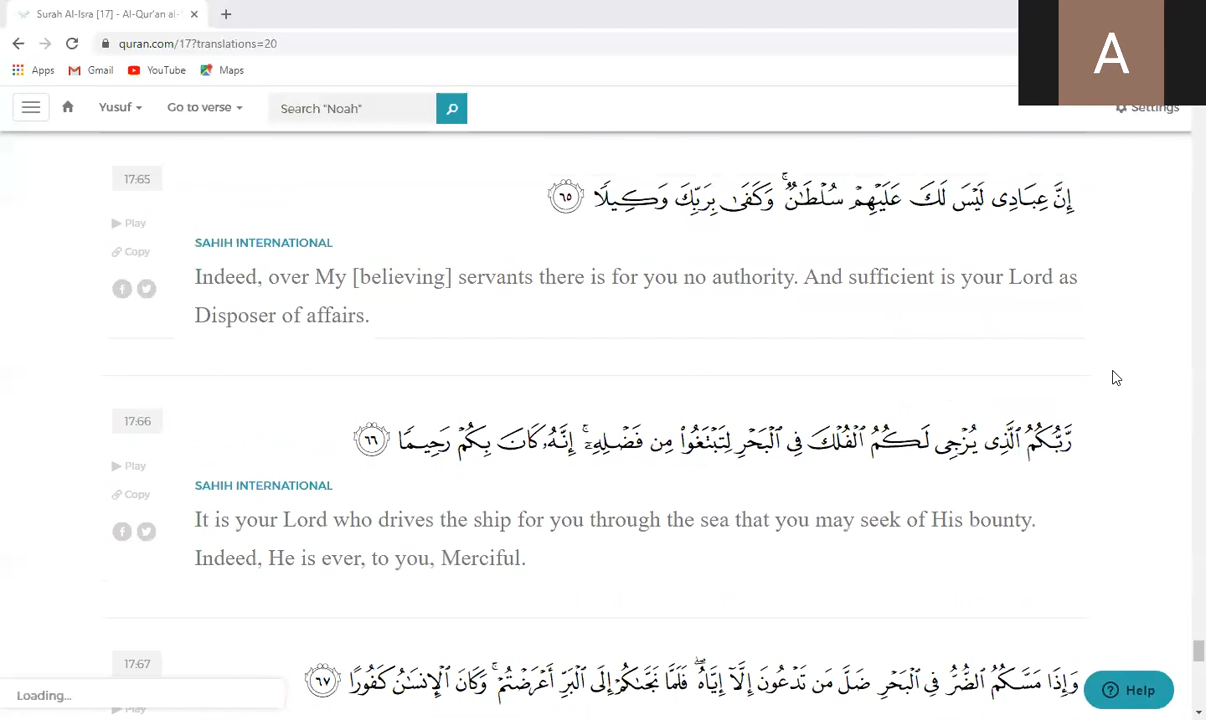 Surah Al-Isra [17] - Al-Qur'an al-
quran.com/17?translations=20
Apps Gmail YouTube Maps
A
Yusuf Go to verse Search "Noah" Settings
17:65
إِنَّ عِبَادِى لَيْسَ لَكَ عَلَيْهِمْ سُلْطَـٰنٌ ۚ وَكَفَىٰ بِرَبِّكَ وَكِيلًا ٦٥
Play
SAHIH INTERNATIONAL
Copy
Indeed, over My [believing] servants there is for you no authority. And sufficient is your Lord as
Disposer of affairs.
17:66
رَّبُّكُمُ ٱلَّذِى يُزْجِى لَكُمُ ٱلْفُلْكَ فِى ٱلْبَحْرِ لِتَبْتَغُوا۟ مِن فَضْلِهِۦٓ ۚ إِنَّهُۥ كَانَ بِكُمْ رَحِيمًا ٦٦
Play
SAHIH INTERNATIONAL
Copy
It is your Lord who drives the ship for you through the sea that you may seek of His bounty.
Indeed, He is ever, to you, Merciful.
17:67
وَإِذَا مَسَّكُمُ ٱلضُّرُّ فِى ٱلْبَحْرِ ضَلَّ مَن تَدْعُونَ إِلَّآ إِيَّاهُ ۖ فَلَمَّا نَجَّىٰكُمْ إِلَى ٱلْبَرِّ أَعْرَضْتُمْ ۚ وَكَانَ ٱلْإِنسَـٰنُ كَفُورًا ٦٧
Loading...
Play
Help